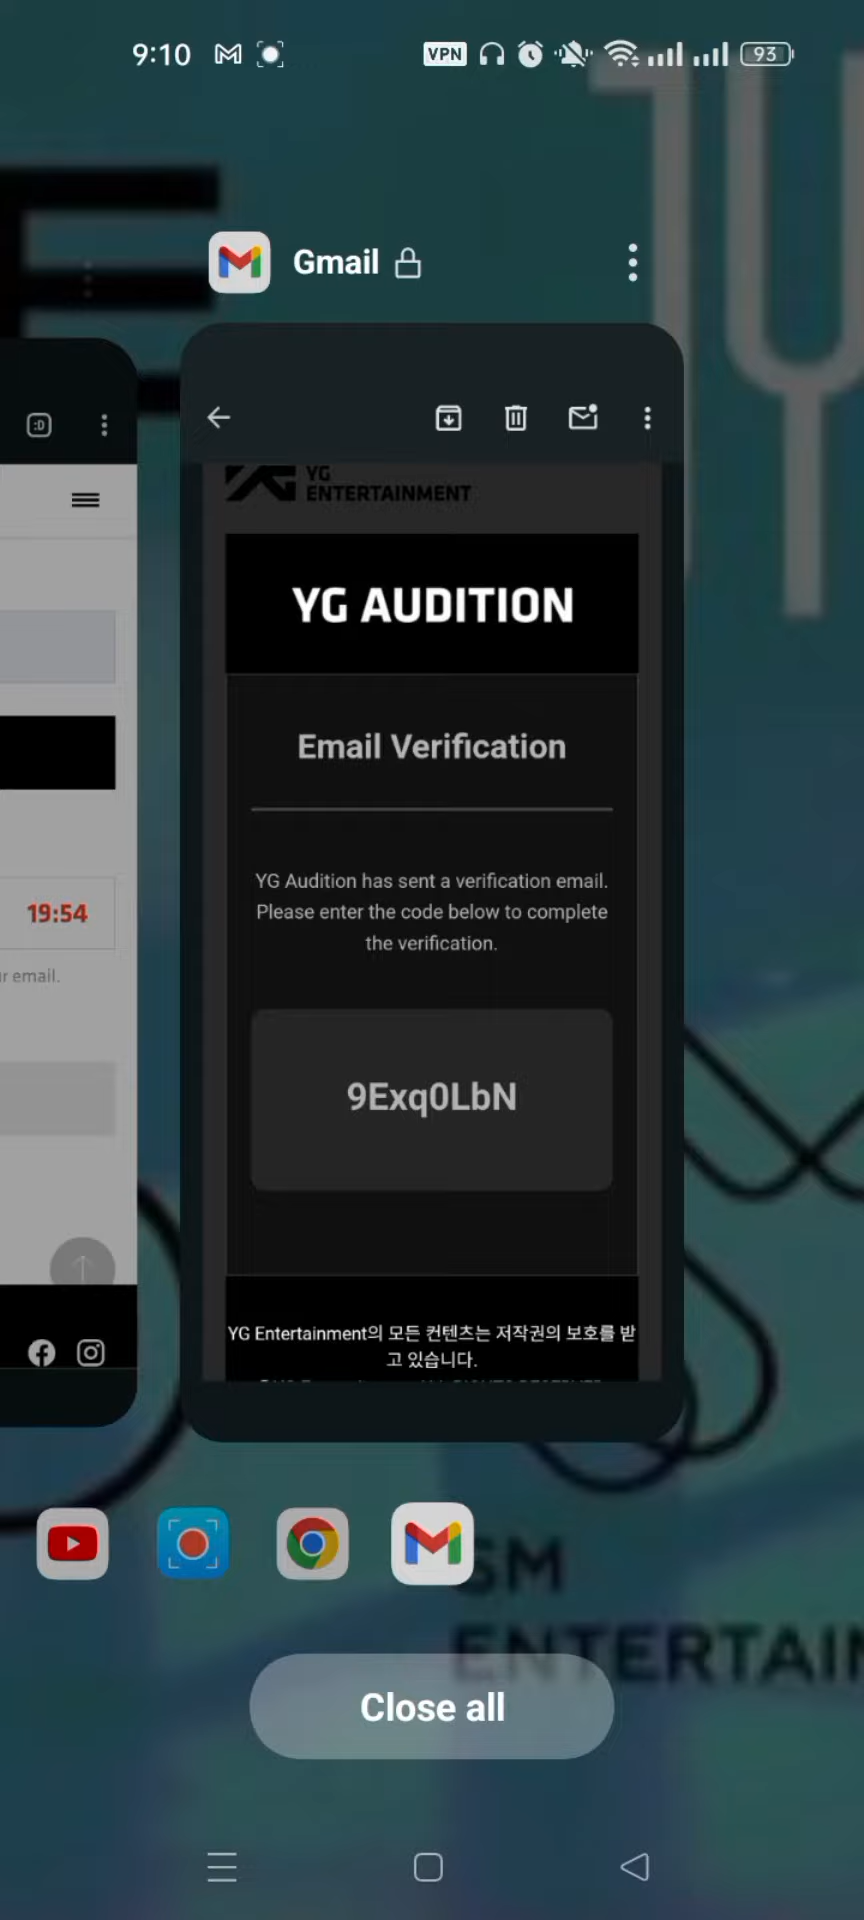 9:10
VPN
93
Gmail
:D
YG
ENTERTAINMENT
YG AUDITION
Email Verification
19:54
YG Audition has sent a verification email.
Please enter the code below to complete
the verification.
r email.
9Exq0LbN
YG Entertainment의 모든 컨텐츠는 저작권의 보호를 받
고 있습니다.
SM
ENTERTAIN
Close all